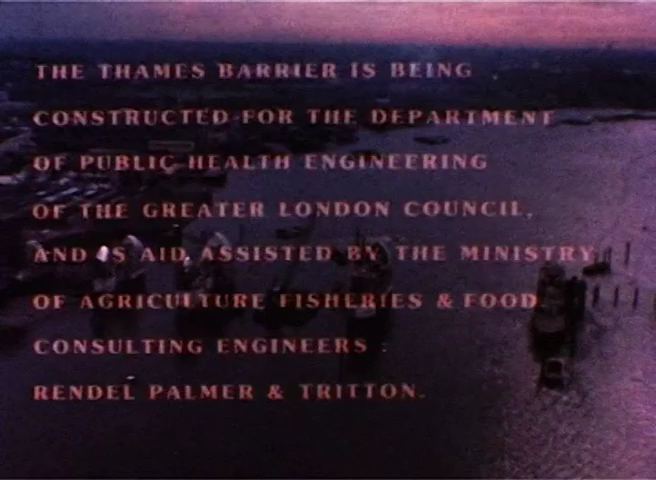 THE THAMES BARRIER IS BEING
CONSTRUCTED FOR THE DEPARTMENT
OF PUBLIC HEALTH ENGINEERING
OF THE GREATER LONDON COUNCIL,
AND IS AID ASSISTED BY THE MINISTRY
OF AGRICULTURE FISHERIES & FOOD
CONSULTING ENGINEERS :
RENDEL PALMER & TRITTON.